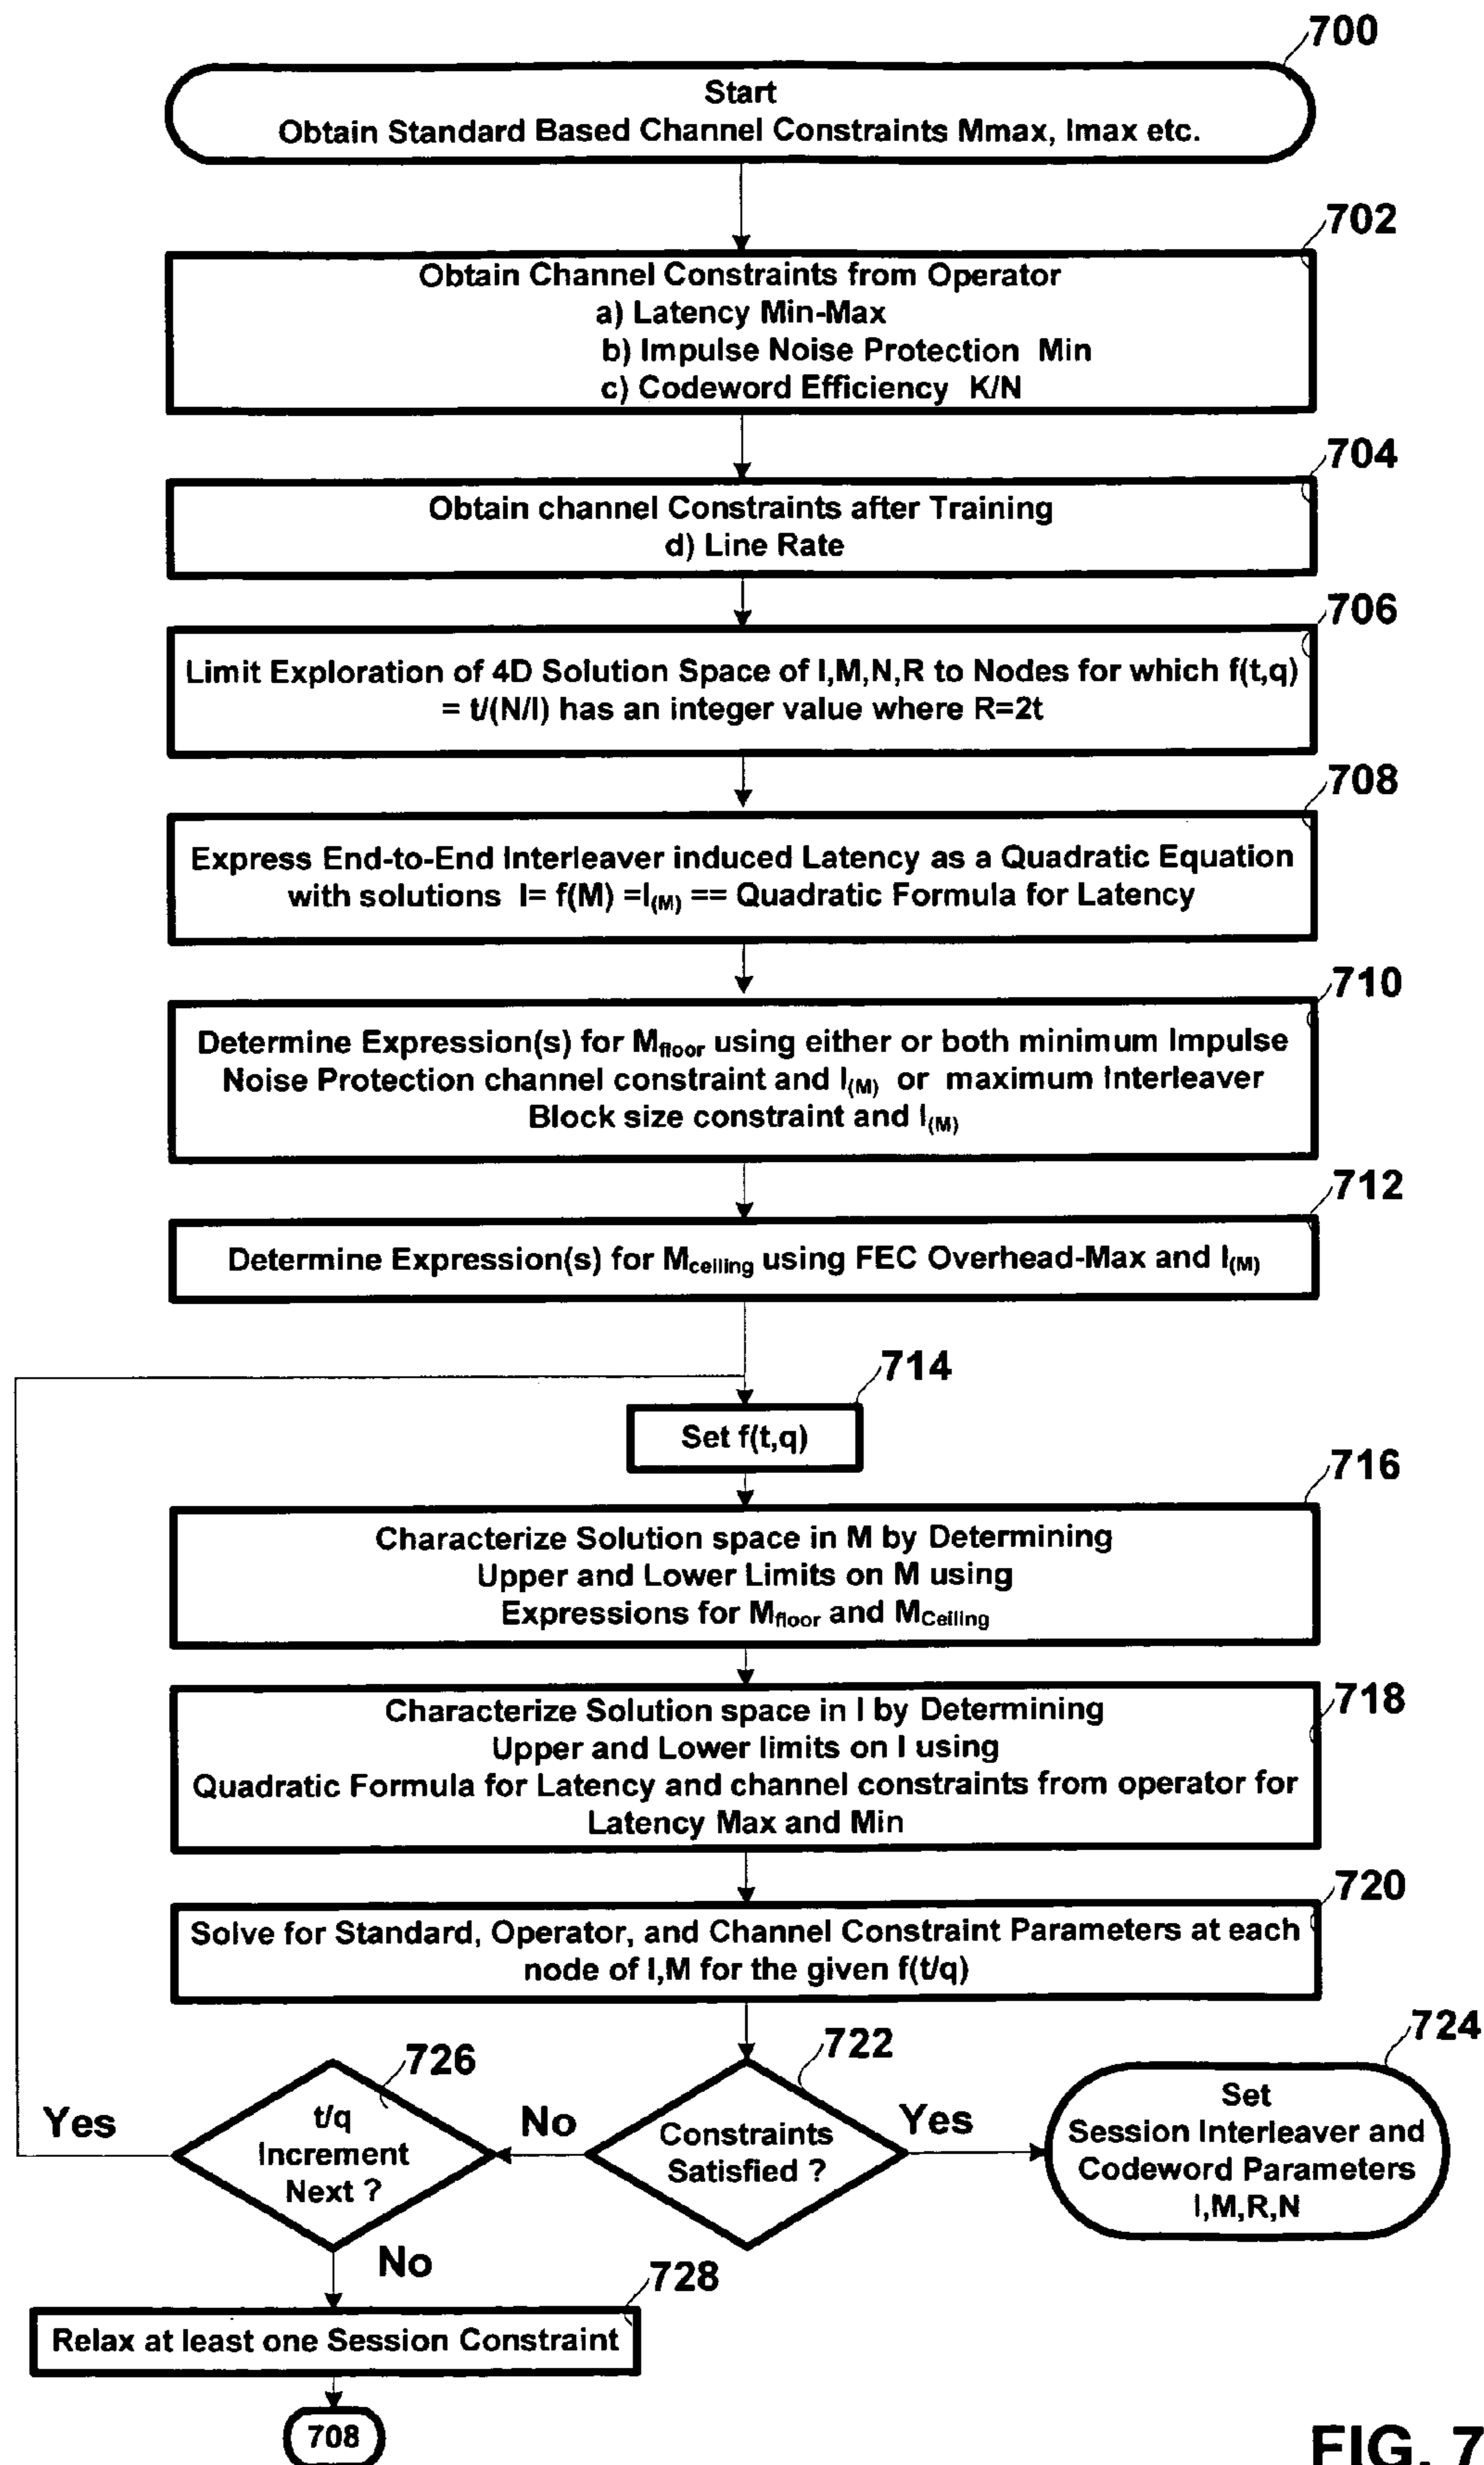 700
Start
Obtain Standard Based Channel Constraints Mmax, Imax etc.
702
Obtain Channel Constraints from Operator
a) Latency Min-Max
b) Impulse Noise Protection Min
c) Codeword Efficiency K/N
704
Obtain channel Constraints after Training
d) Line Rate
706
Limit Exploration of 4D Solution Space of I,M,N,R to Nodes for which f(t,q)
= t/(N/I) has an integer value where R=2t
708
Express End-to-End Interleaver induced Latency as a Quadratic Equation
with solutions I= f(M) =I(M) == Quadratic Formula for Latency
710
Determine Expression(s) for Mfloor using either or both minimum Impulse
Noise Protection channel constraint and I(M) or maximum Interleaver
Block size constraint and I(M)
712
Determine Expression(s) for Mceiling using FEC Overhead-Max and I(M)
714
Set f(t,q)
716
Characterize Solution space in M by Determining
Upper and Lower Limits on M using
Expressions for Mfloor and MCeiling
718
Characterize Solution space in I by Determining
Upper and Lower limits on I using
Quadratic Formula for Latency and channel constraints from operator for
Latency Max and Min
720
Solve for Standard, Operator, and Channel Constraint Parameters at each
node of I,M for the given f(t/q)
722
Constraints
Satisfied ?
Yes
724
Set
Session Interleaver and
Codeword Parameters
I,M,R,N
No
726
t/q
Increment
Next ?
Yes
No
728
Relax at least one Session Constraint
708
FIG. 7